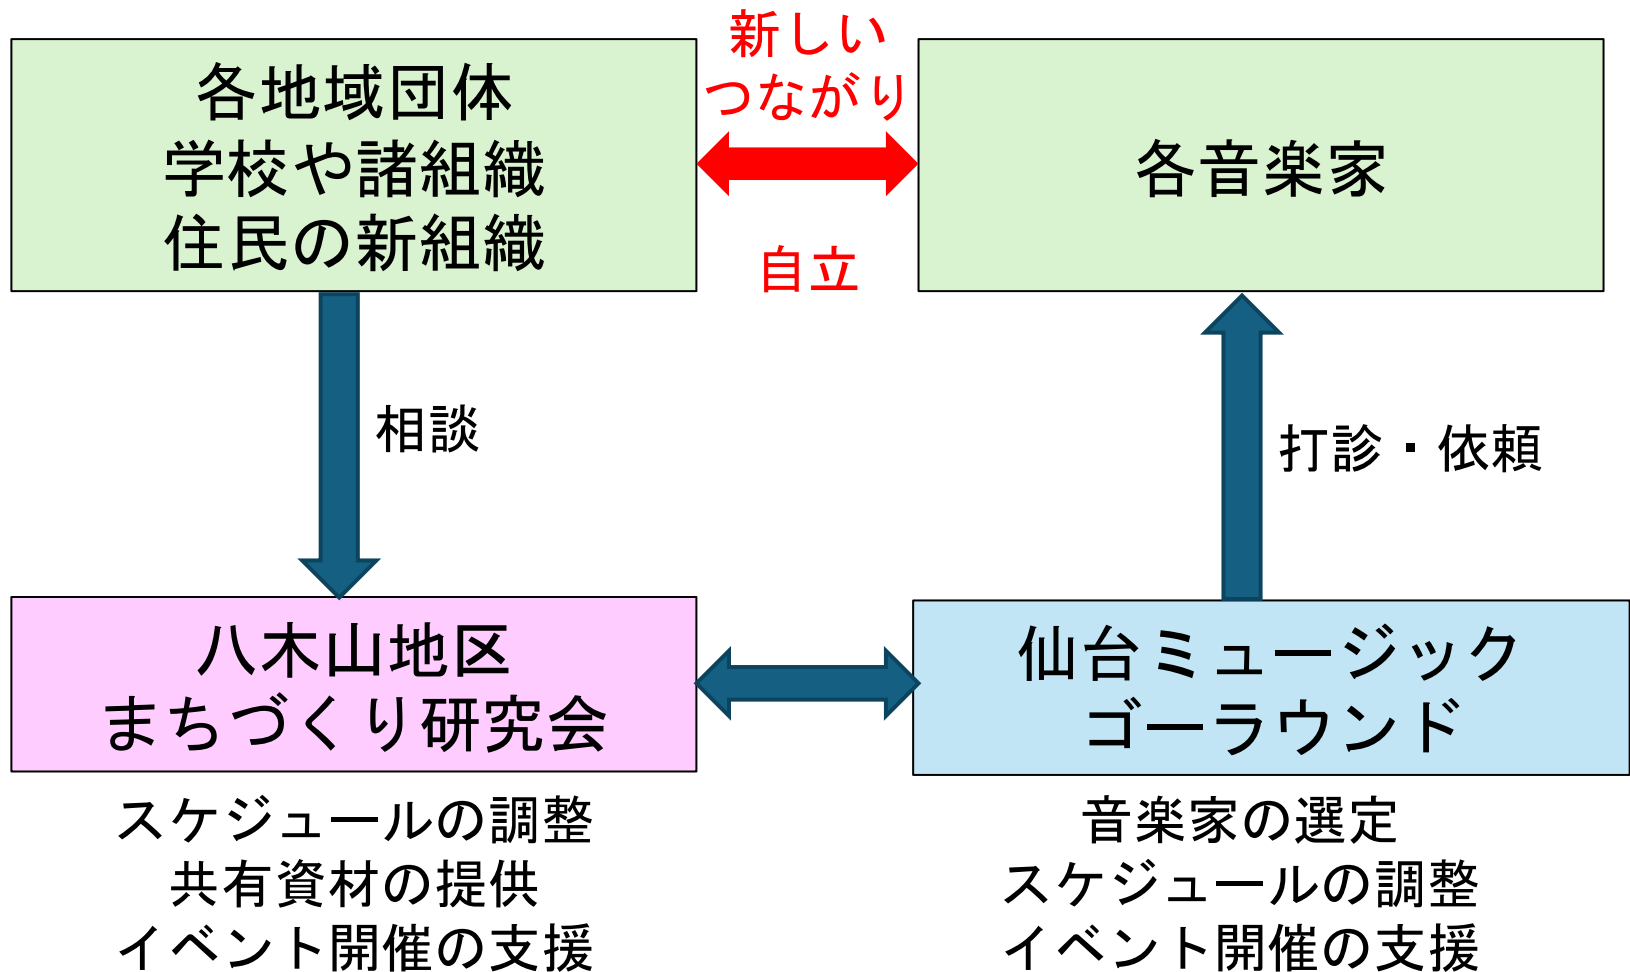 各地域団体
学校や諸組織
住民の新組織
新しい
つながり
自立
各音楽家
相談
打診・依頼
八木山地区
まちづくり研究会
仙台ミュージック
ゴーラウンド
スケジュールの調整
共有資材の提供
イベント開催の支援
音楽家の選定
スケジュールの調整
イベント開催の支援